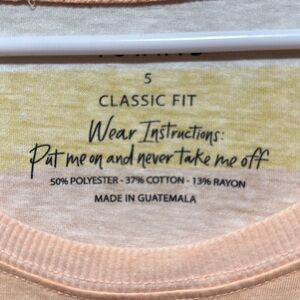 5
CLASSIC FIT
Wear Instructions:
Put me on and never take me off
50% POLYESTER - 37% COTTON - 13% RAYON
MADE IN GUATEMALA